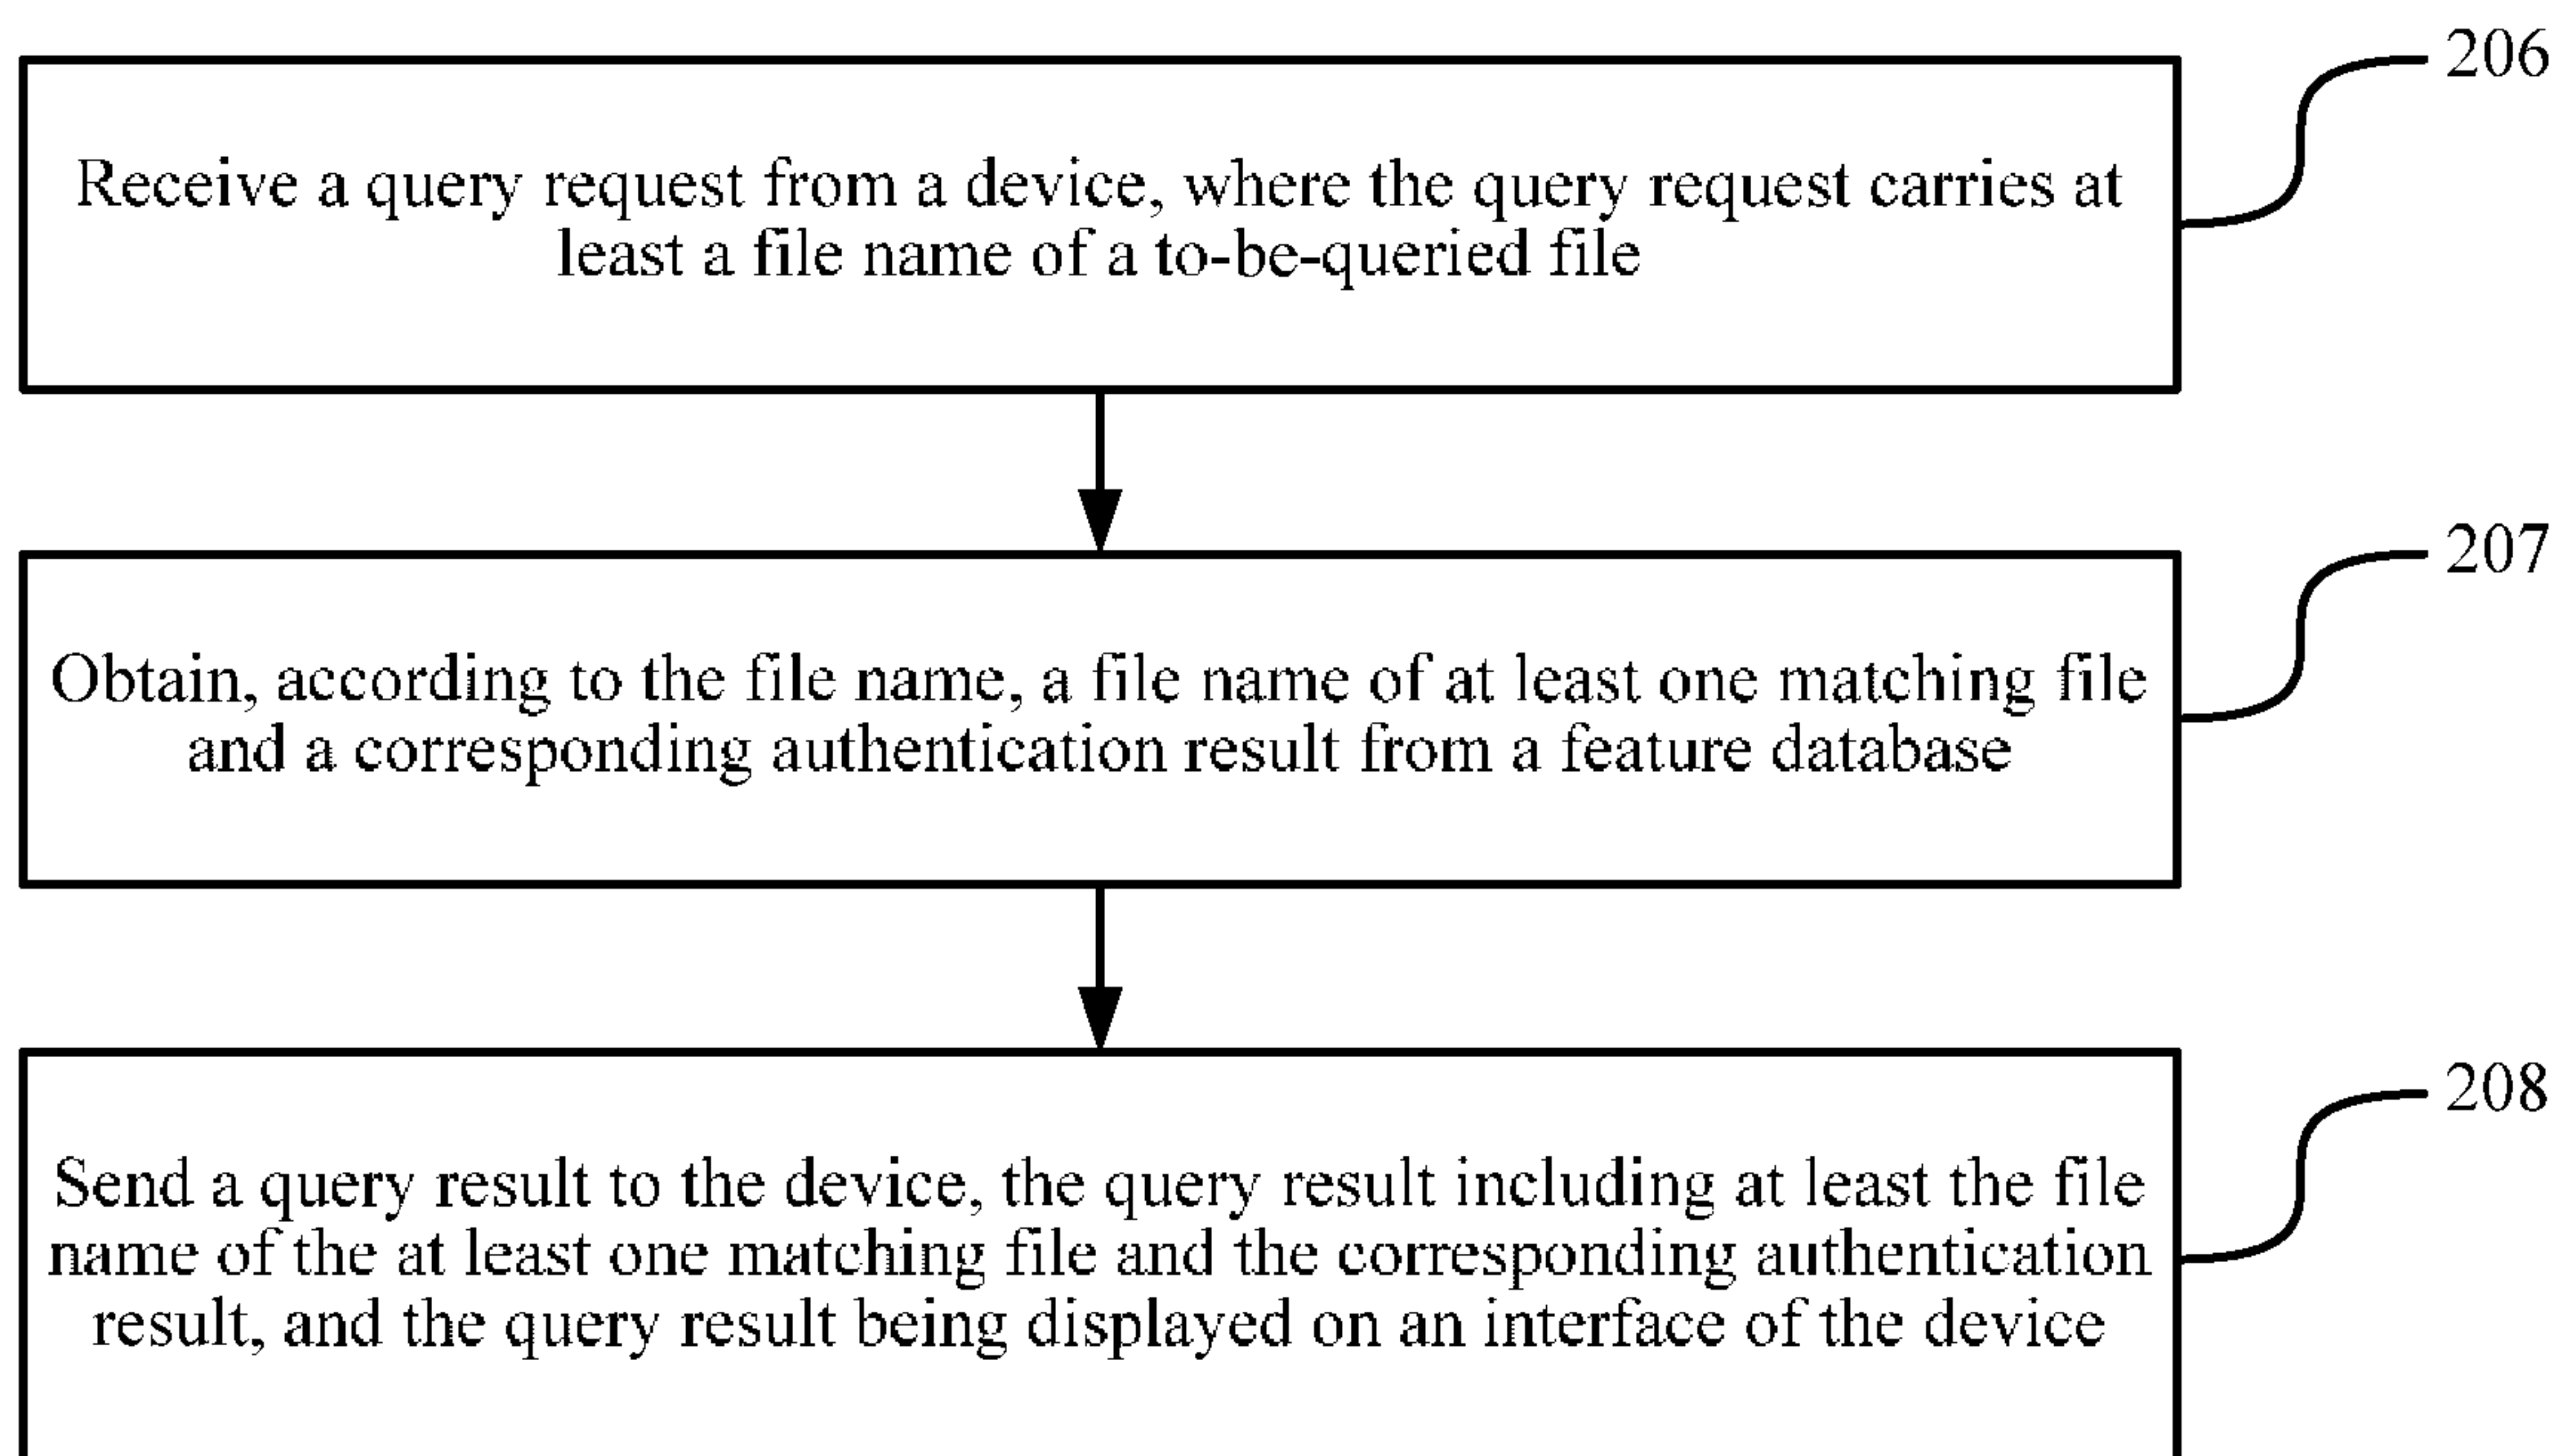 206
Receive a query request from a device, where the query request carries at
least a file name of a to-be-queried file
207
Obtain, according to the file name, a file name of at least one matching file
and a corresponding authentication result from a feature database
208
Send a query result to the device, the query result including at least the file
name of the at least one matching file and the corresponding authentication
result, and the query result being displayed on an interface of the device